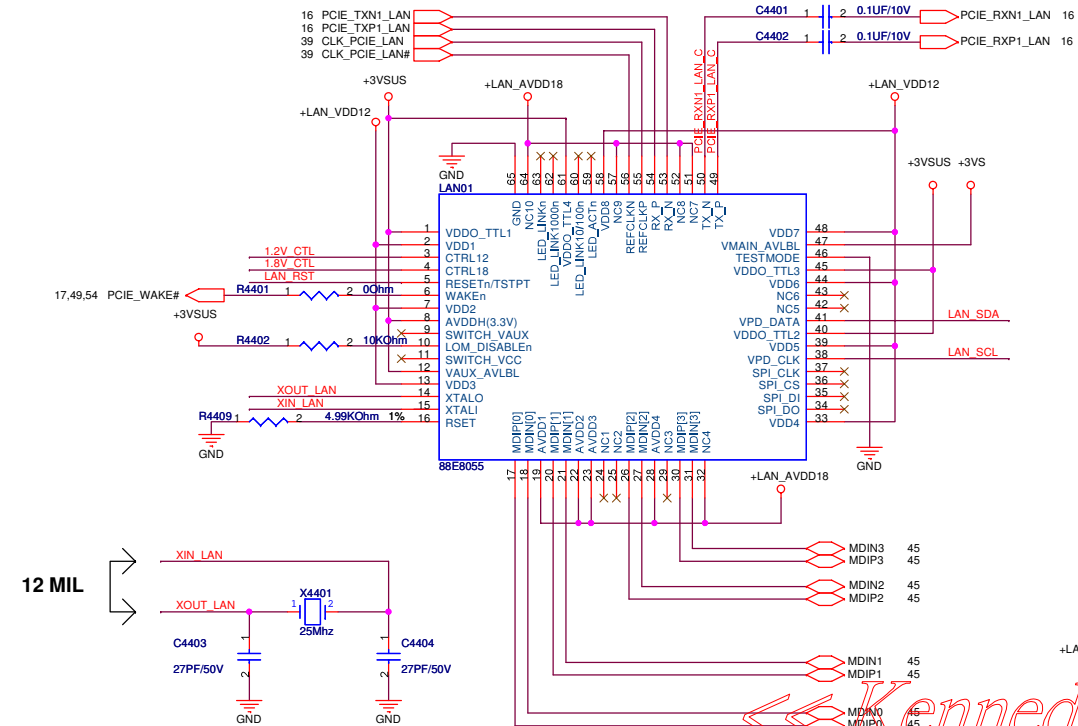 16 PCIE_TXN1_LAN
16 PCIE_TXP1_LAN
39 CLK_PCIE_LAN
39 CLK_PCIE_LAN#
C4401 1 2 0.1UF/10V PCIE_RXN1_LAN 16
C4402 1 2 0.1UF/10V PCIE_RXP1_LAN 16
PCIE_RXN1_LAN_C
PCIE_RXP1_LAN_C
+3VSUS
+LAN_AVDD18
+LAN_VDD12
+LAN_VDD12
+3VSUS +3VS
GND
LAN01
65 64 63 62 61 60 59 58 57 56 55 54 53 52 51 50 49
GND
NC10
LED_LINKn
LED_LINK1000n
VDDO_TTL4
LED_LINK10/100n
LED_ACTn
VDD8
NC9
REFCLKN
REFCLKP
RX_P
RX_N
NC8
NC7
TX_N
TX_P
1 VDDO_TTL1
2 VDD1
1.2V_CTL 3 CTRL12
1.8V_CTL 4 CTRL18
LAN_RST 5 RESETn/TSTPT
17,49,54 PCIE_WAKE# R4401 1 2 0Ohm 6 WAKEn
7 VDD2
+3VSUS
8 AVDDH(3.3V)
9 SWITCH_VAUX
R4402 1 2 10KOhm 10 LOM_DISABLEn
11 SWITCH_VCC
12 VAUX_AVLBL
13 VDD3
XOUT_LAN 14 XTALO
XIN_LAN 15 XTALI
R4409 1 2 4.99KOhm 1% 16 RSET
GND
VDD7 48
VMAIN_AVLBL 47
TESTMODE 46
VDDO_TTL3 45
VDD6 44
NC6 43
NC5 42
VPD_DATA 41 LAN_SDA
VDDO_TTL2 40
VDD5 39
VPD_CLK 38 LAN_SCL
SPI_CLK 37
SPI_CS 36
SPI_DI 35
SPI_DO 34
VDD4 33
GND
MDIP[0]
MDIN[0]
AVDD1
MDIP[1]
MDIN[1]
AVDD2
AVDD3
NC1
NC2
MDIP[2]
MDIN[2]
AVDD4
NC3
MDIP[3]
MDIN[3]
NC4
88E8055
17 18 19 20 21 22 23 24 25 26 27 28 29 30 31 32
+LAN_AVDD18
MDIN3 45
MDIP3 45
MDIN2 45
MDIP2 45
MDIN1 45
MDIP1 45
MDIN0 45
MDIP0 45
12 MIL
XIN_LAN
XOUT_LAN
X4401
1 2
25Mhz
C4403
1
2
27PF/50V
GND
C4404
1
2
27PF/50V
GND
+LA
<<Kenned